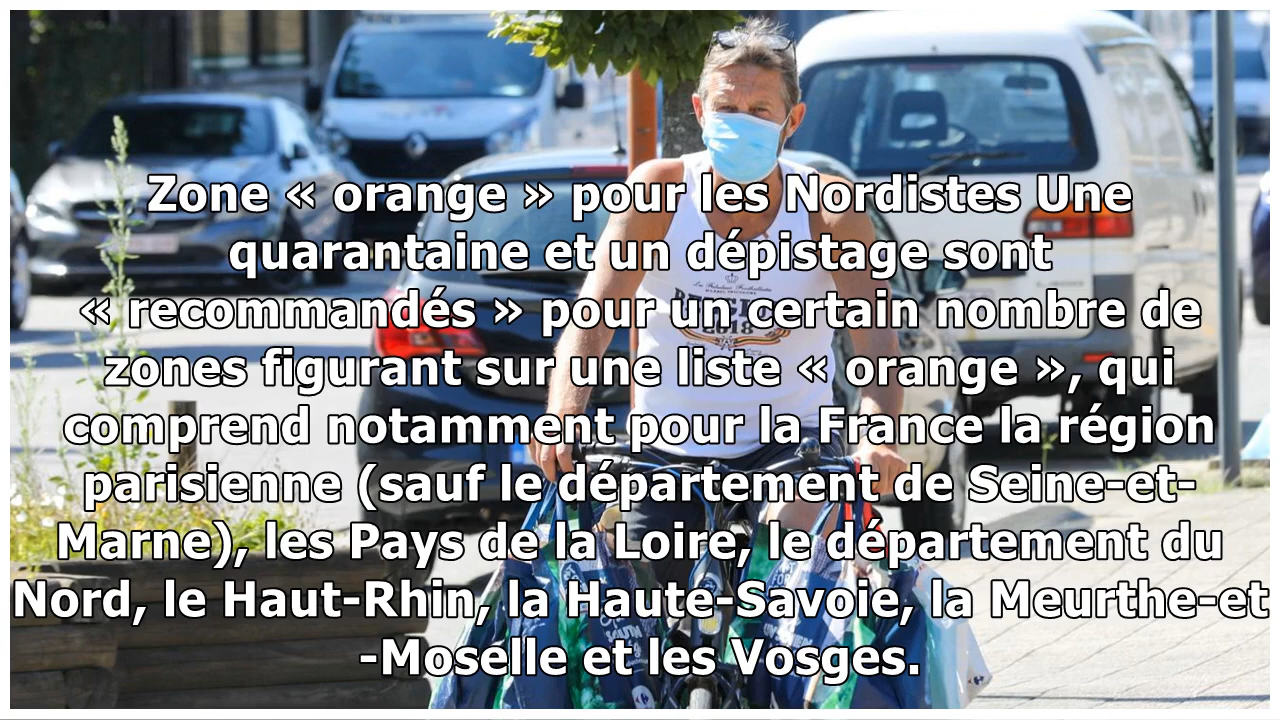 Zone « orange » pour les Nordistes Une
quarantaine et un dépistage sont
« recommandés » pour un certain nombre de
zones figurant sur une liste « orange », qui
comprend notamment pour la France la région
parisienne (sauf le département de Seine-et-
Marne), les Pays de la Loire, le département du
Nord, le Haut-Rhin, la Haute-Savoie, la Meurthe-et
-Moselle et les Vosges.
2018